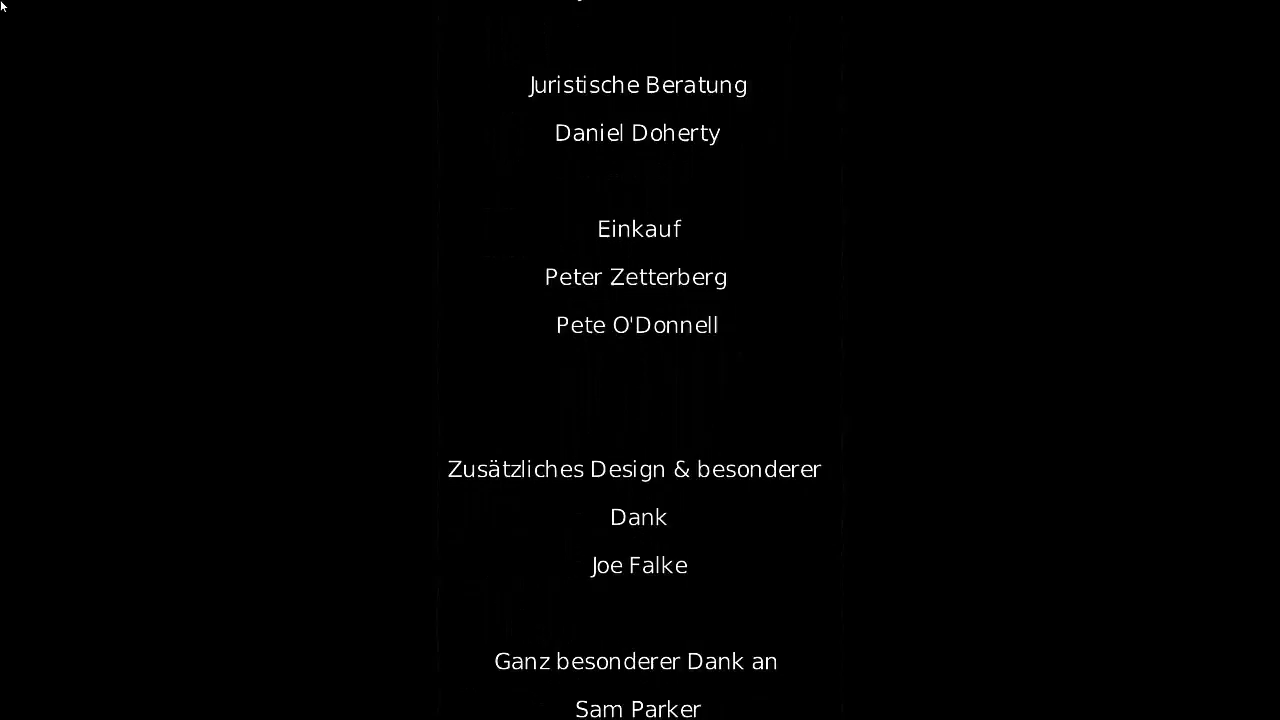 Juristische Beratung
Daniel Doherty
Einkauf
Peter Zetterberg
Pete O'Donnell
Zusätzliches Design & besonderer
Dank
Joe Falke
Ganz besonderer Dank an
Sam Parker